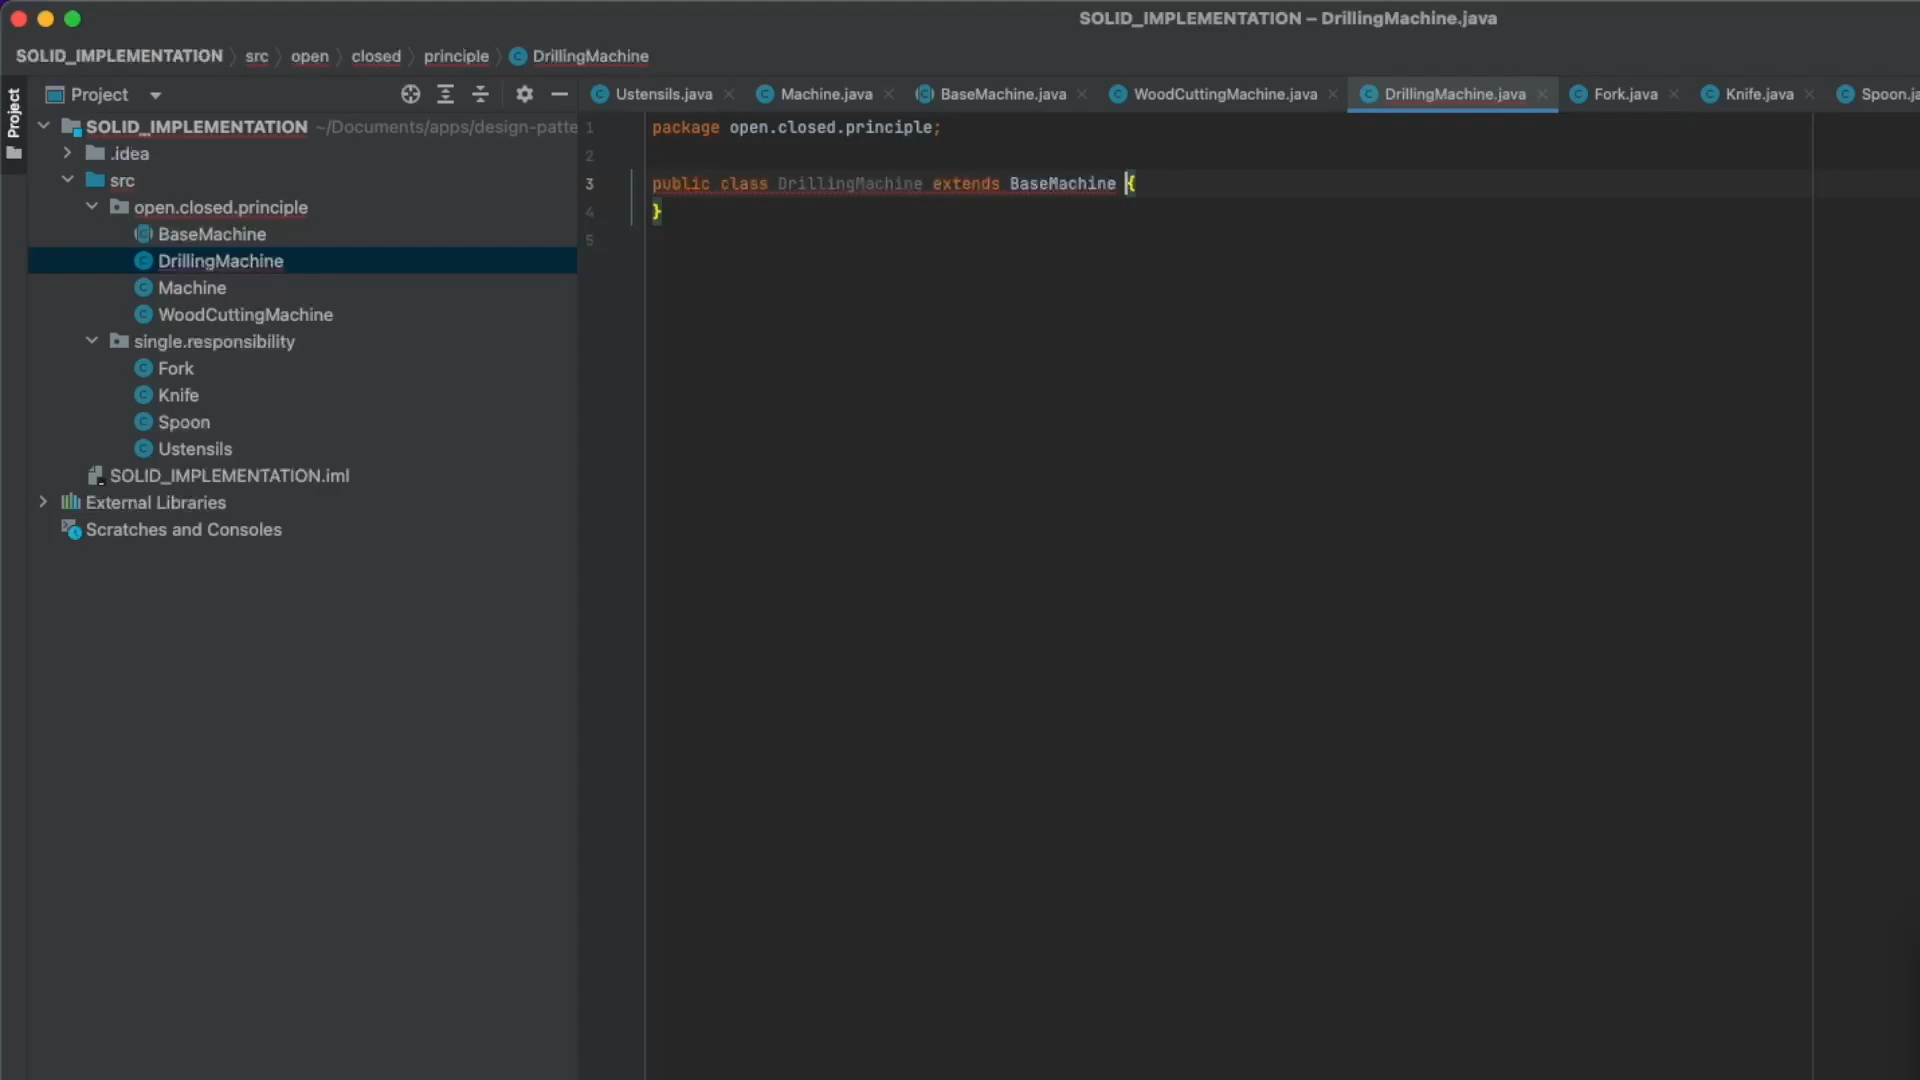 SOLID_IMPLEMENTATION – DrillingMachine.java
SOLID_IMPLEMENTATION src open closed principle DrillingMachine
Project
Project
Ustensils.java Machine.java BaseMachine.java WoodCuttingMachine.java DrillingMachine.java Fork.java Knife.java Spoon.ja
SOLID_IMPLEMENTATION ~/Documents/apps/design-patte
.idea
src
open.closed.principle
BaseMachine
DrillingMachine
Machine
WoodCuttingMachine
single.responsibility
Fork
Knife
Spoon
Ustensils
SOLID_IMPLEMENTATION.iml
External Libraries
Scratches and Consoles
1 package open.closed.principle;
2
3 public class DrillingMachine extends BaseMachine {
4 }
5